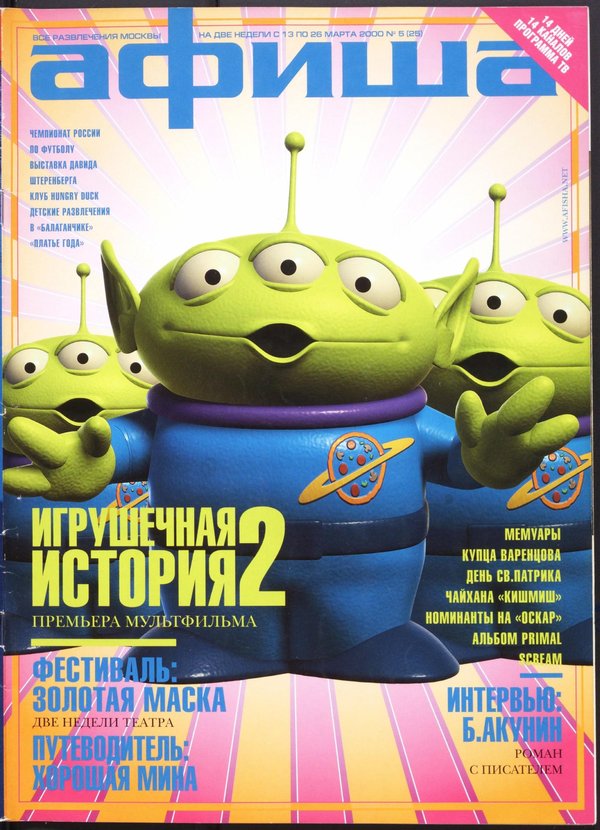 ВСЕ РАЗВЛЕЧЕНИЯ МОСКВЫ
НА ДВЕ НЕДЕЛИ С 13 ПО 26 МАРТА 2000 № 5 (25)
14 ДНЕЙ
14 КАНАЛОВ
ПРОГРАММА ТВ
афиша
ЧЕМПИОНАТ РОССИИ
ПО ФУТБОЛУ
ВЫСТАВКА ДАВИДА
ШТЕРЕНБЕРГА
КЛУБ HUNGRY DUCK
ДЕТСКИЕ РАЗВЛЕЧЕНИЯ
В «БАЛАГАНЧИКЕ»
«ПЛАТЬЕ ГОДА»
WWW.AFISHA.NET
ИГРУШЕЧНАЯ
ИСТОРИЯ 2
ПРЕМЬЕРА МУЛЬТФИЛЬМА
ФЕСТИВАЛЬ:
ЗОЛОТАЯ МАСКА
ДВЕ НЕДЕЛИ ТЕАТРА
ПУТЕВОДИТЕЛЬ:
ХОРОШАЯ МИНА
МЕМУАРЫ
КУПЦА ВАРЕНЦОВА
ДЕНЬ СВ.ПАТРИКА
ЧАЙХАНА «КИШМИШ»
НОМИНАНТЫ НА «ОСКАР»
АЛЬБОМ PRIMAL
SCREAM
ИНТЕРВЬЮ:
Б.АКУНИН
РОМАН
С ПИСАТЕЛЕМ